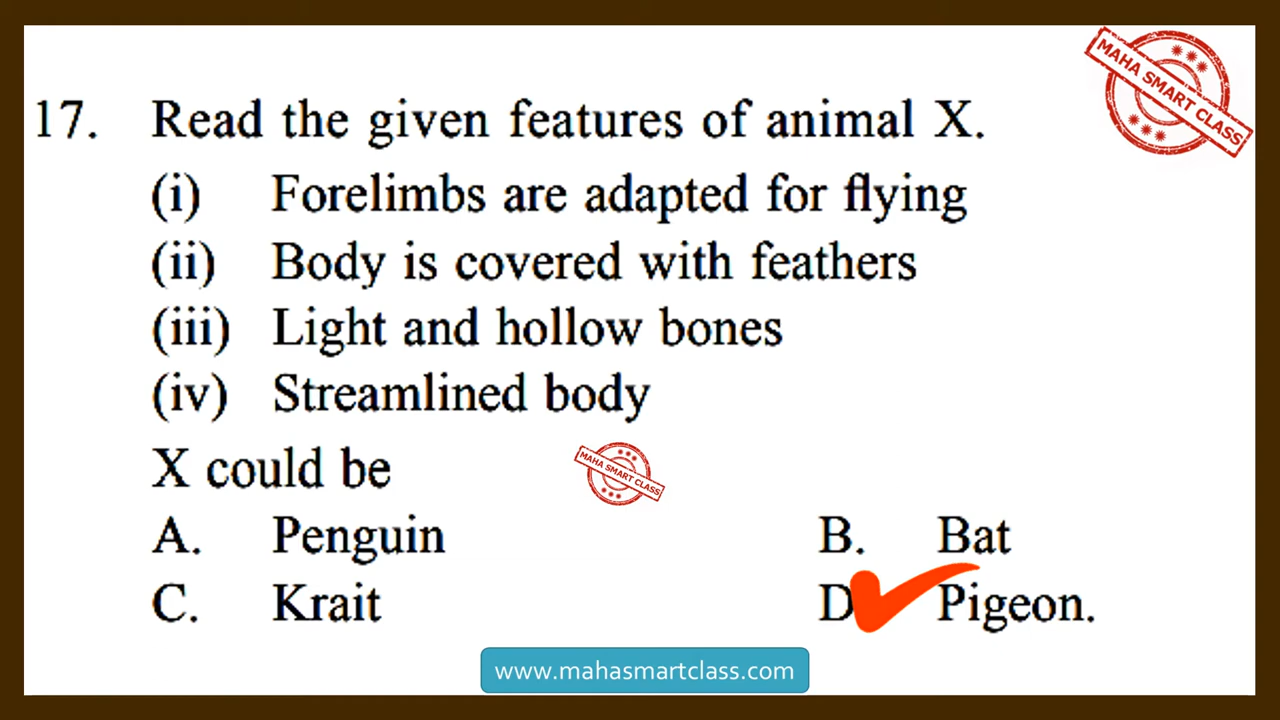 MAHA SMART CLASS
17. Read the given features of animal X.
(i) Forelimbs are adapted for flying
(ii) Body is covered with feathers
(iii) Light and hollow bones
(iv) Streamlined body
X could be
MAHA SMART CLASS
A. Penguin B. Bat
C. Krait D Pigeon.
www.mahasmartclass.com